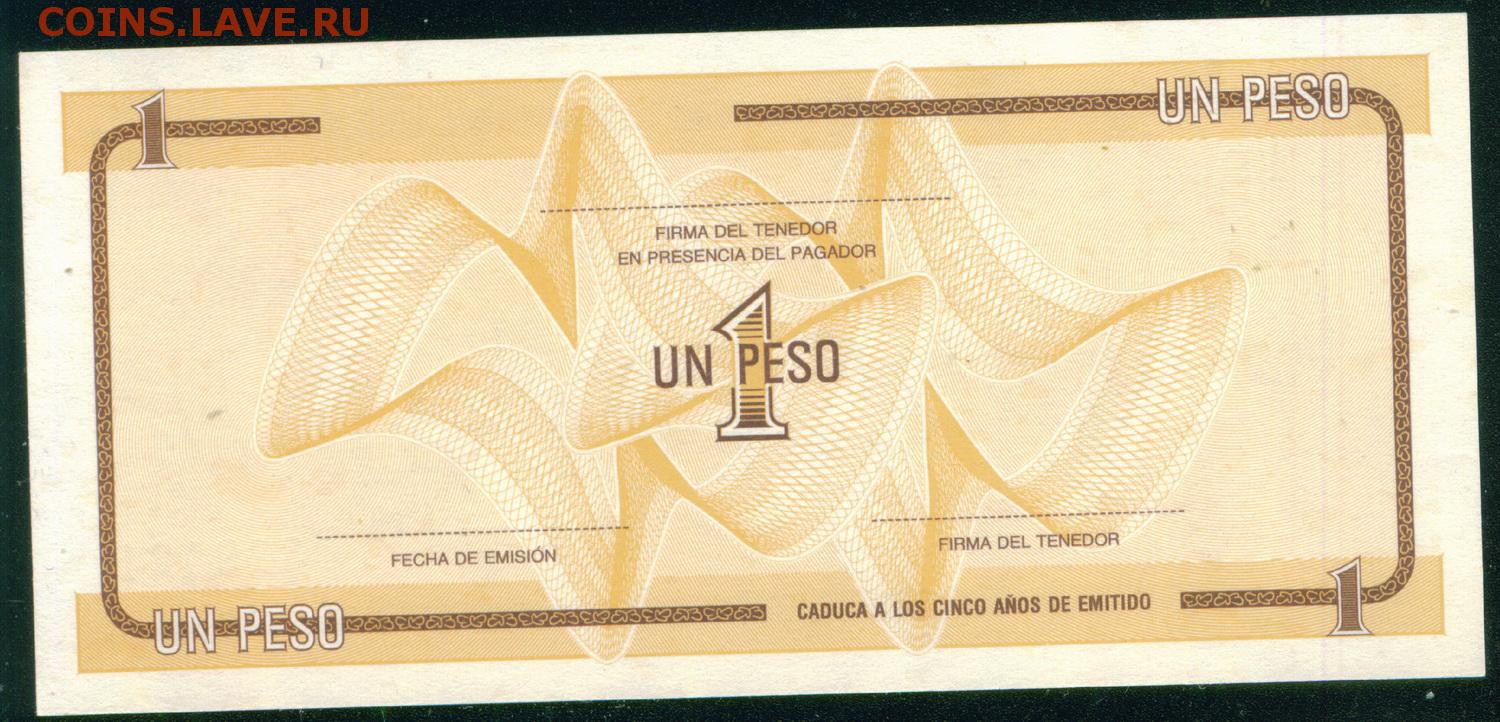 COINS.LAVE.RU
1
UN PESO
FIRMA DEL TENEDOR
EN PRESENCIA DEL PAGADOR
UN 1 PESO
FECHA DE EMISIÓN
FIRMA DEL TENEDOR
UN PESO
CADUCA A LOS CINCO AÑOS DE EMITIDO
1